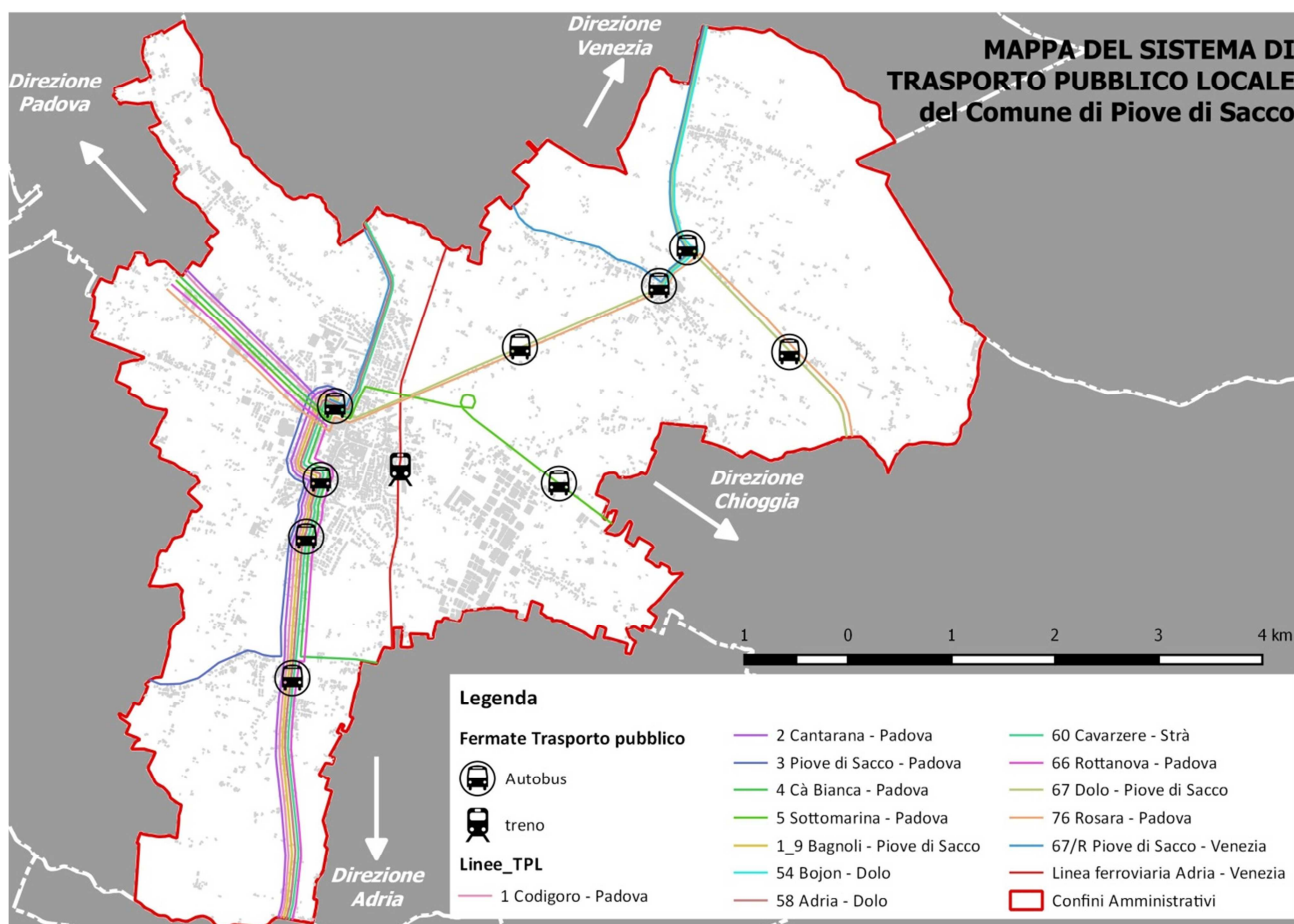 MAPPA DEL SISTEMA DI
TRASPORTO PUBBLICO LOCALE
del Comune di Piove di Sacco
Direzione
Padova
Direzione
Venezia
Direzione
Chioggia
Direzione
Adria
1 0 1 2 3 4 km
Legenda
Fermate Trasporto pubblico
Autobus
treno
Linee_TPL
1 Codigoro - Padova
2 Cantarana - Padova
3 Piove di Sacco - Padova
4 Cà Bianca - Padova
5 Sottomarina - Padova
1_9 Bagnoli - Piove di Sacco
54 Bojon - Dolo
58 Adria - Dolo
60 Cavarzere - Strà
66 Rottanova - Padova
67 Dolo - Piove di Sacco
76 Rosara - Padova
67/R Piove di Sacco - Venezia
Linea ferroviaria Adria - Venezia
Confini Amministrativi